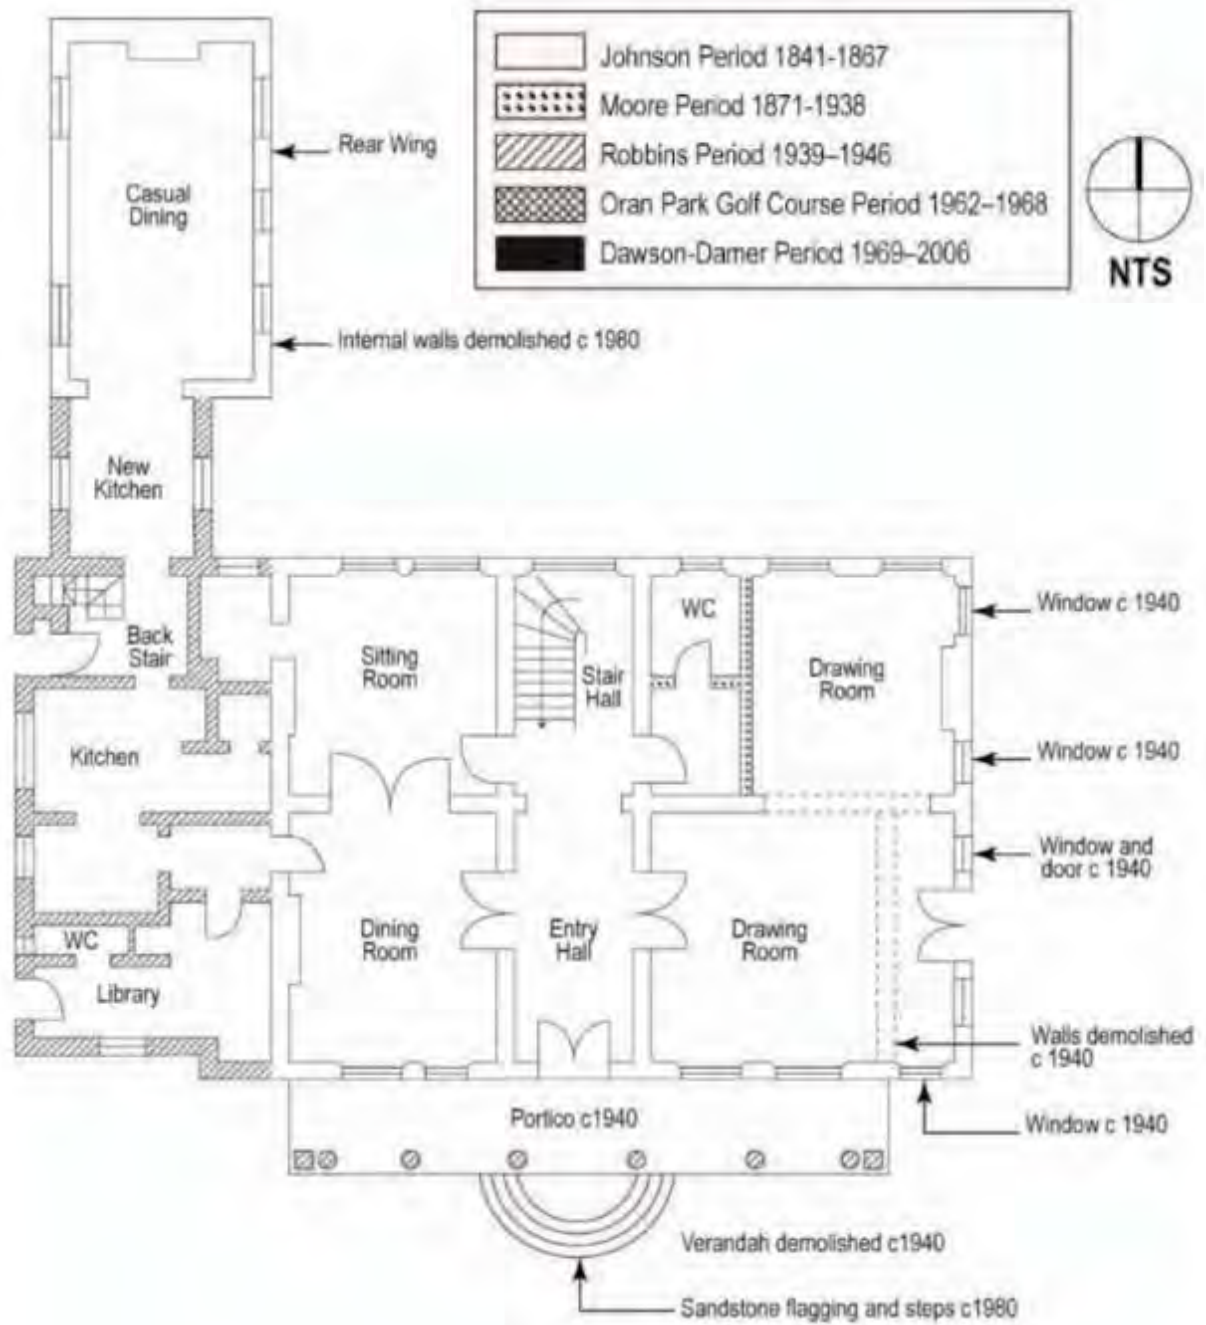 Johnson Period 1841-1867
Moore Period 1871-1938
Robbins Period 1939–1946
Oran Park Golf Course Period 1962–1968
Dawson-Damer Period 1969–2006
NTS
Rear Wing
Casual
Dining
Internal walls demolished c 1980
New
Kitchen
Back
Stair
Sitting
Room
Stair
Hall
WC
Drawing
Room
Window c 1940
Kitchen
Window c 1940
Window and
door c 1940
WC
Library
Dining
Room
Entry
Hall
Drawing
Room
Walls demolished
c 1940
Portico c1940
Window c 1940
Verandah demolished c1940
Sandstone flagging and steps c1980